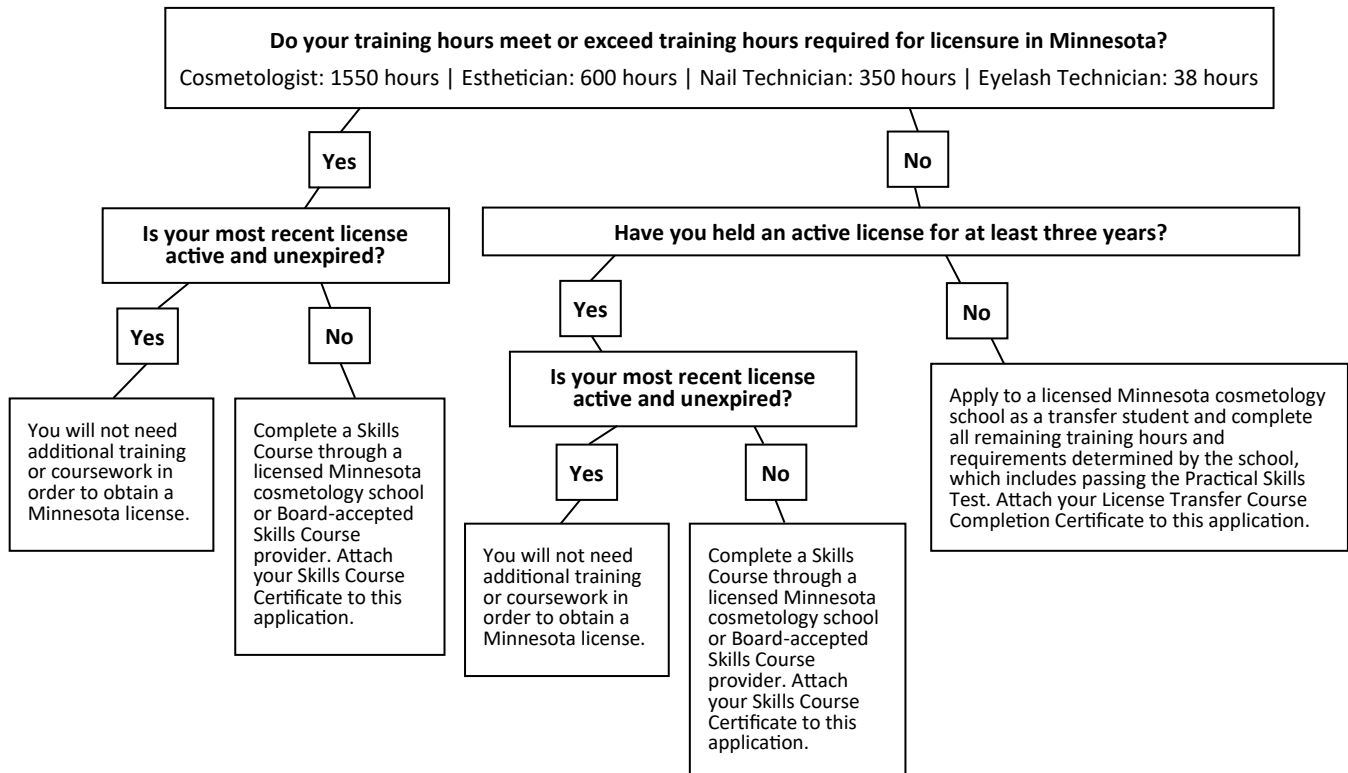 Do your training hours meet or exceed training hours required for licensure in Minnesota?
Cosmetologist: 1550 hours | Esthetician: 600 hours | Nail Technician: 350 hours | Eyelash Technician: 38 hours
Yes
No
Is your most recent license
active and unexpired?
Have you held an active license for at least three years?
Yes
No
Yes
No
Is your most recent license
active and unexpired?
Yes
No
You will not need
additional training
or coursework in
order to obtain a
Minnesota license.
Complete a Skills
Course through a
licensed Minnesota
cosmetology school
or Board-accepted
Skills Course
provider. Attach
your Skills Course
Certificate to this
application.
You will not need
additional training
or coursework in
order to obtain a
Minnesota license.
Complete a Skills
Course through a
licensed Minnesota
cosmetology school
or Board-accepted
Skills Course
provider. Attach
your Skills Course
Certificate to this
application.
Apply to a licensed Minnesota cosmetology
school as a transfer student and complete
all remaining training hours and
requirements determined by the school,
which includes passing the Practical Skills
Test. Attach your License Transfer Course
Completion Certificate to this application.